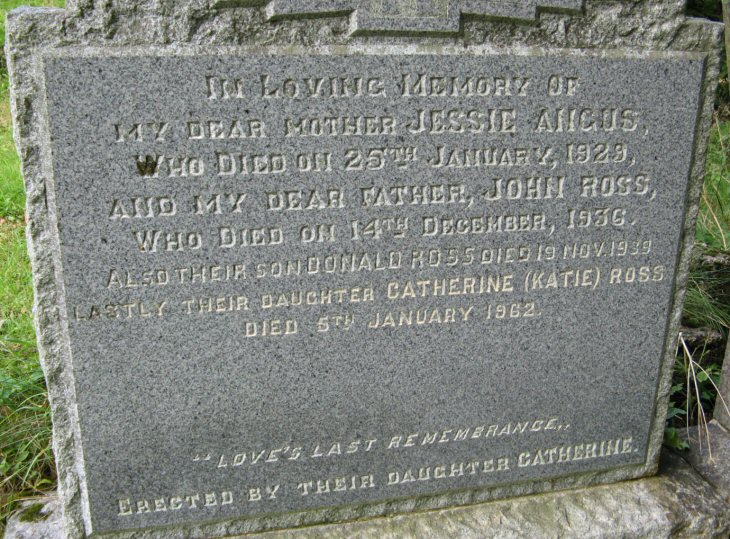 IN LOVING MEMORY OF
MY DEAR MOTHER JESSIE ANGUS,
WHO DIED ON 25TH JANUARY, 1929,
AND MY DEAR FATHER, JOHN ROSS,
WHO DIED ON 14TH DECEMBER, 1936.
ALSO THEIR SON DONALD ROSS DIED 19 NOV. 1939
LASTLY THEIR DAUGHTER CATHERINE (KATIE) ROSS
DIED 5TH JANUARY 1962.
"LOVE'S LAST REMEMBRANCE,"
ERECTED BY THEIR DAUGHTER CATHERINE.